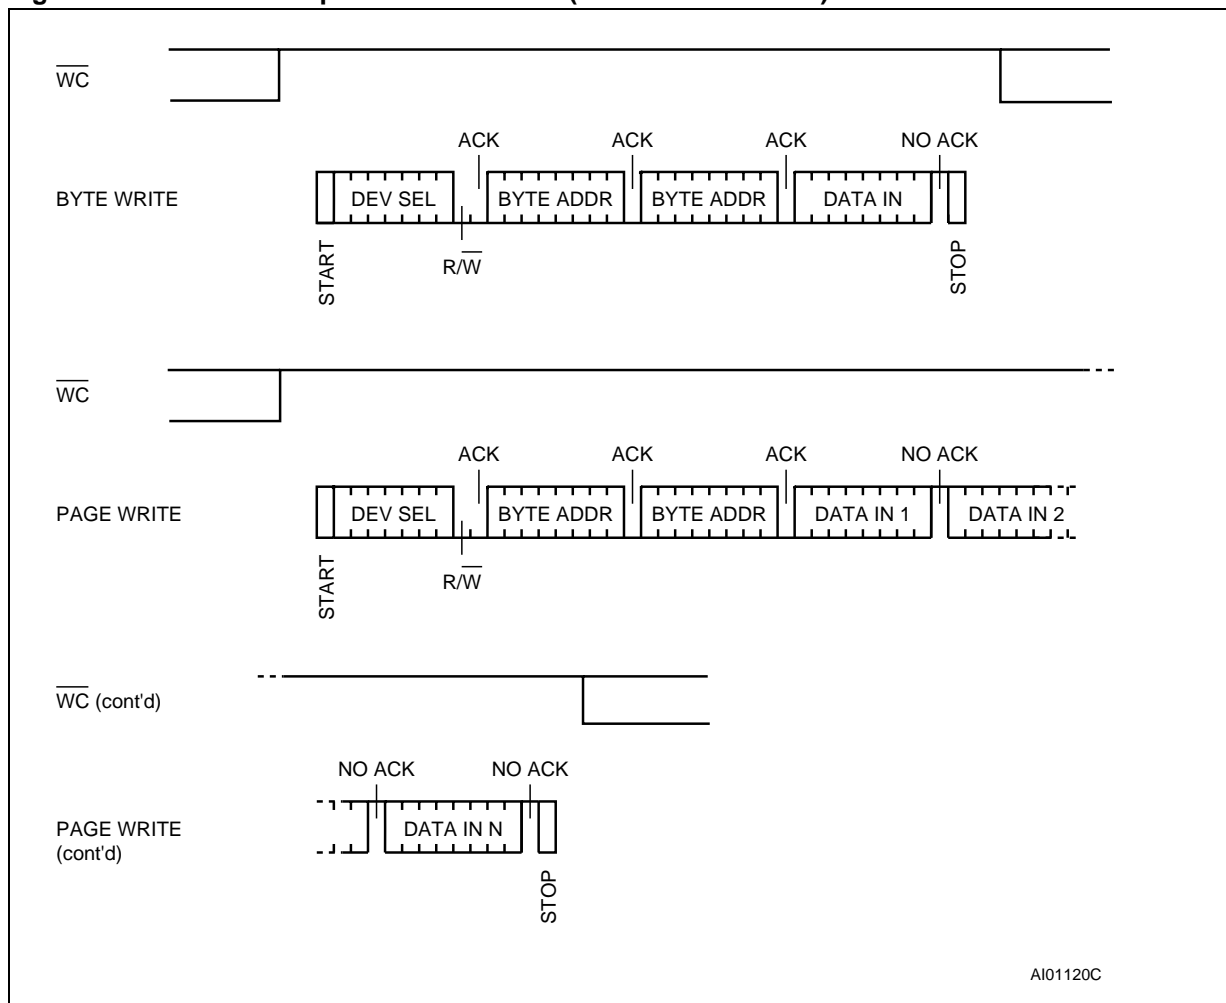 WC
ACK ACK ACK NO ACK
BYTE WRITE DEV SEL BYTE ADDR BYTE ADDR DATA IN
R/W
START STOP
WC
ACK ACK ACK NO ACK
PAGE WRITE DEV SEL BYTE ADDR BYTE ADDR DATA IN 1 DATA IN 2
R/W
START
WC (cont'd)
NO ACK NO ACK
PAGE WRITE DATA IN N
(cont'd)
STOP
AI01120C